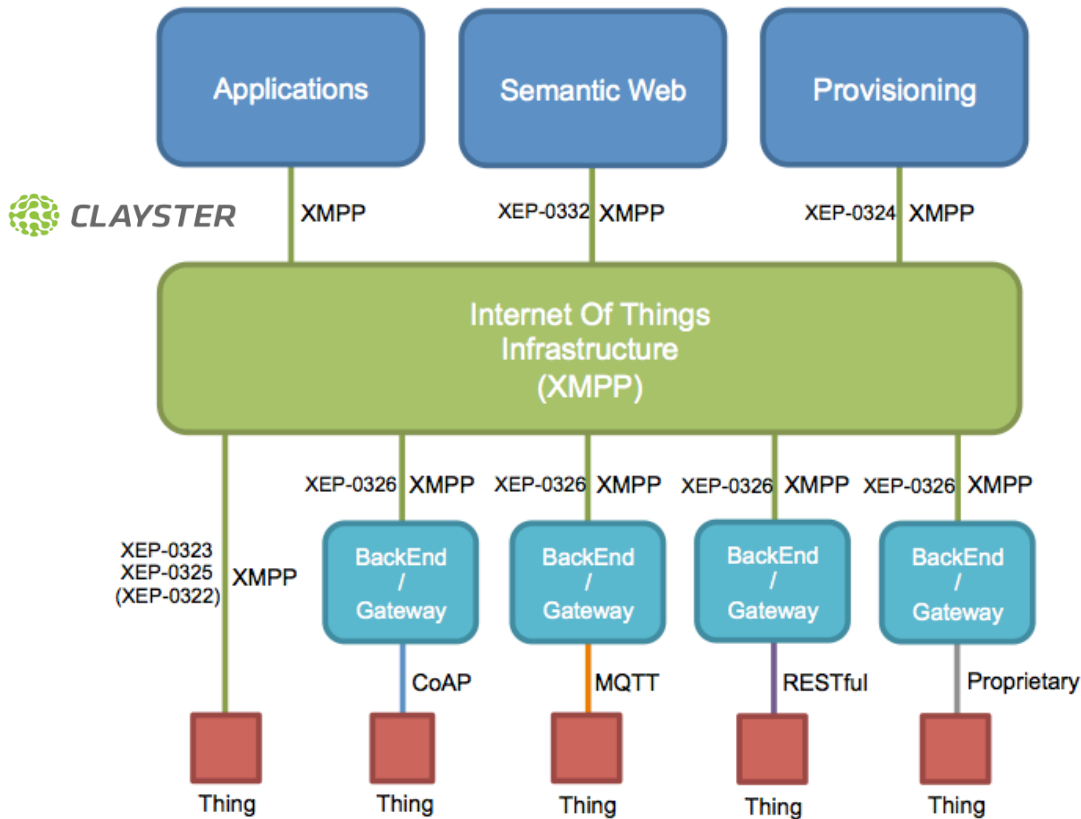 Applications
Semantic Web
Provisioning
CLAYSTER
XMPP
XEP-0332 XMPP
XEP-0324 XMPP
Internet Of Things
Infrastructure
(XMPP)
XEP-0326 XMPP
XEP-0326 XMPP
XEP-0326 XMPP
XEP-0326 XMPP
XEP-0323
XEP-0325
(XEP-0322)
XMPP
BackEnd
/
Gateway
BackEnd
/
Gateway
BackEnd
/
Gateway
BackEnd
/
Gateway
CoAP
MQTT
RESTful
Proprietary
Thing
Thing
Thing
Thing
Thing